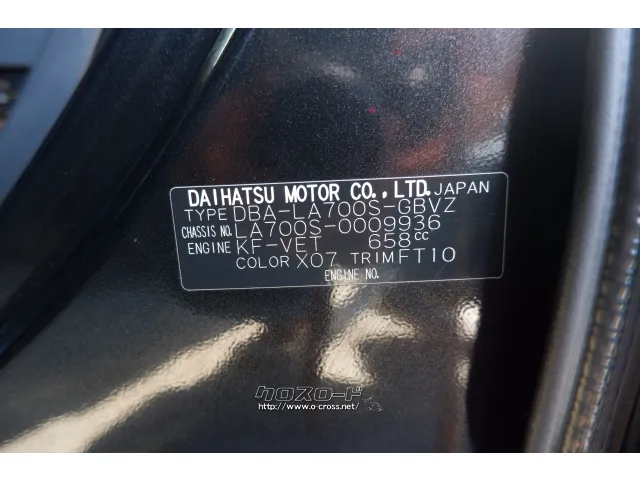 DAIHATSU MOTOR CO., LTD. JAPAN
TYPE DBA-LA700S-GBVZ
CHASSIS NO. LA700S-0009936
ENGINE KF-VET 658cc
COLOR X07 TRIM FT10
ENGINE NO.
クロスロード
http://www.o-cross.net/